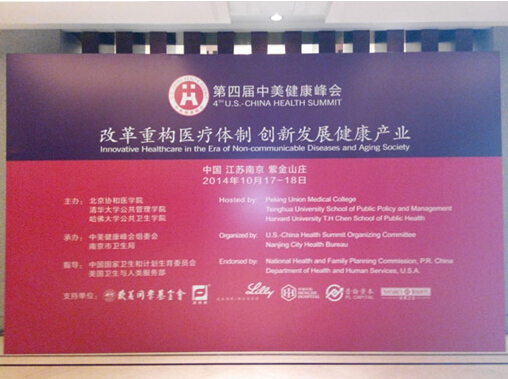 第四届中美健康峰会
4TH U.S.-CHINA HEALTH SUMMIT
改革重构医疗体制 创新发展健康产业
Innovative Healthcare in the Era of Non-communicable Diseases and Aging Society
中国 江苏南京 紫金山庄
2014年10月17-18日
主办： 北京协和医学院
清华大学公共管理学院
哈佛大学公共卫生学院
Hosted by: Peking Union Medical College
Tsinghua University School of Public Policy and Management
Harvard University T.H Chen School of Public Health
承办： 中美健康峰会组委会
南京市卫生局
Organized by: U.S.-China Health Summit Organizing Committee
Nanjing City Health Bureau
指导： 中国国家卫生和计划生育委员会
美国卫生与人类服务部
Endorsed by: National Health and Family Planning Commission, P.R. China
Department of Health and Human Services, U.S.A.
支持单位： Lilly